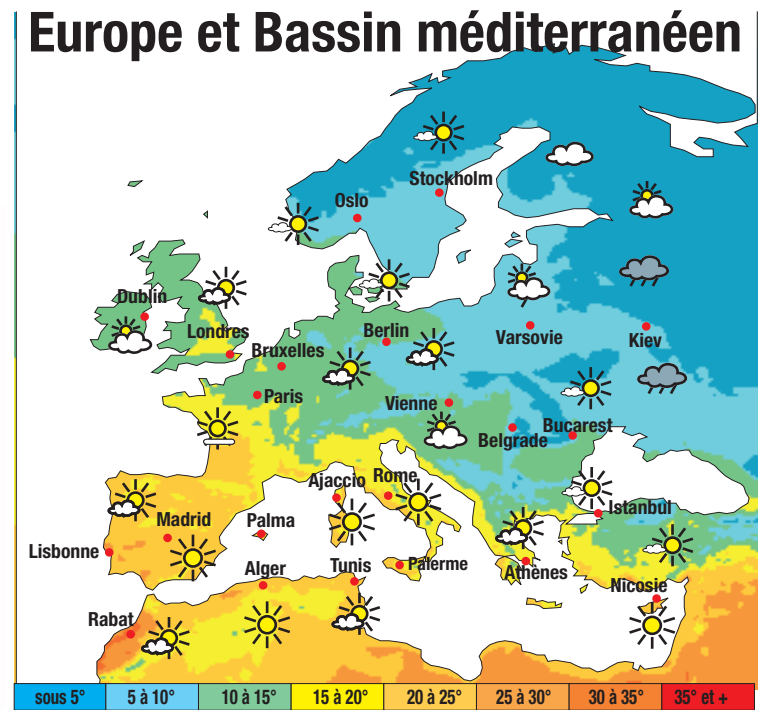 Europe et Bassin méditerranéen
Stockholm
Oslo
Dublin
Londres
Berlin
Varsovie
Kiev
Bruxelles
Paris
Vienne
Bucarest
Belgrade
Ajaccio
Rome
Istanbul
Madrid
Palma
Lisbonne
Alger
Tunis
Palerme
Athènes
Nicosie
Rabat
sous 5° 5 à 10° 10 à 15° 15 à 20° 20 à 25° 25 à 30° 30 à 35° 35° et +